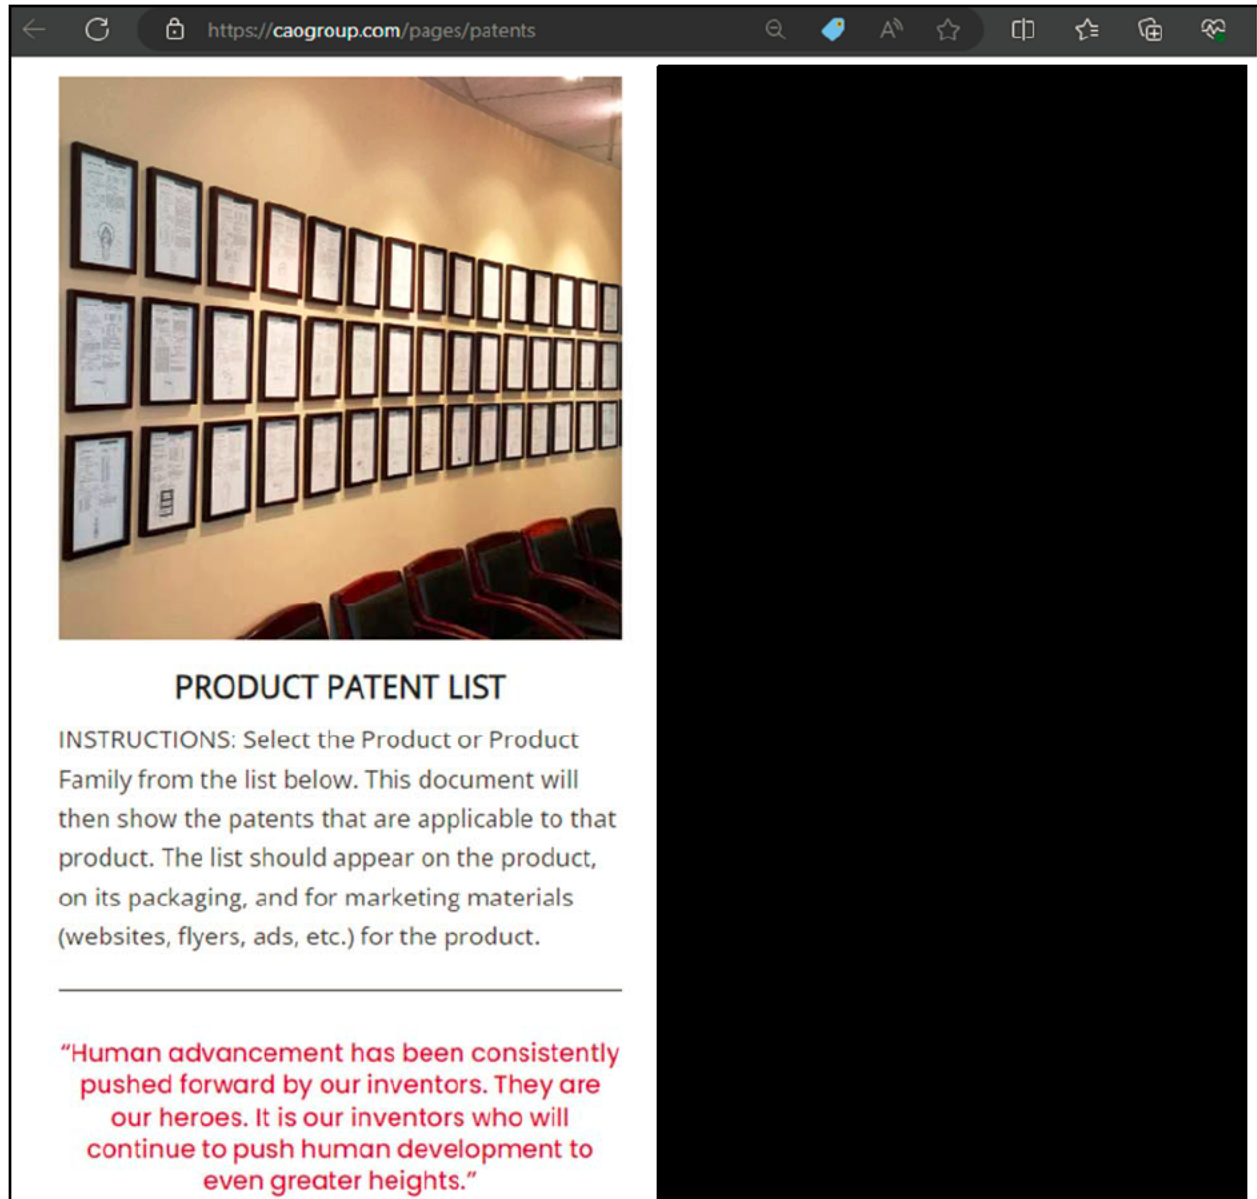 https://caogroup.com/pages/patents
PRODUCT PATENT LIST
INSTRUCTIONS: Select the Product or Product
Family from the list below. This document will
then show the patents that are applicable to that
product. The list should appear on the product,
on its packaging, and for marketing materials
(websites, flyers, ads, etc.) for the product.
“Human advancement has been consistently
pushed forward by our inventors. They are
our heroes. It is our inventors who will
continue to push human development to
even greater heights.”